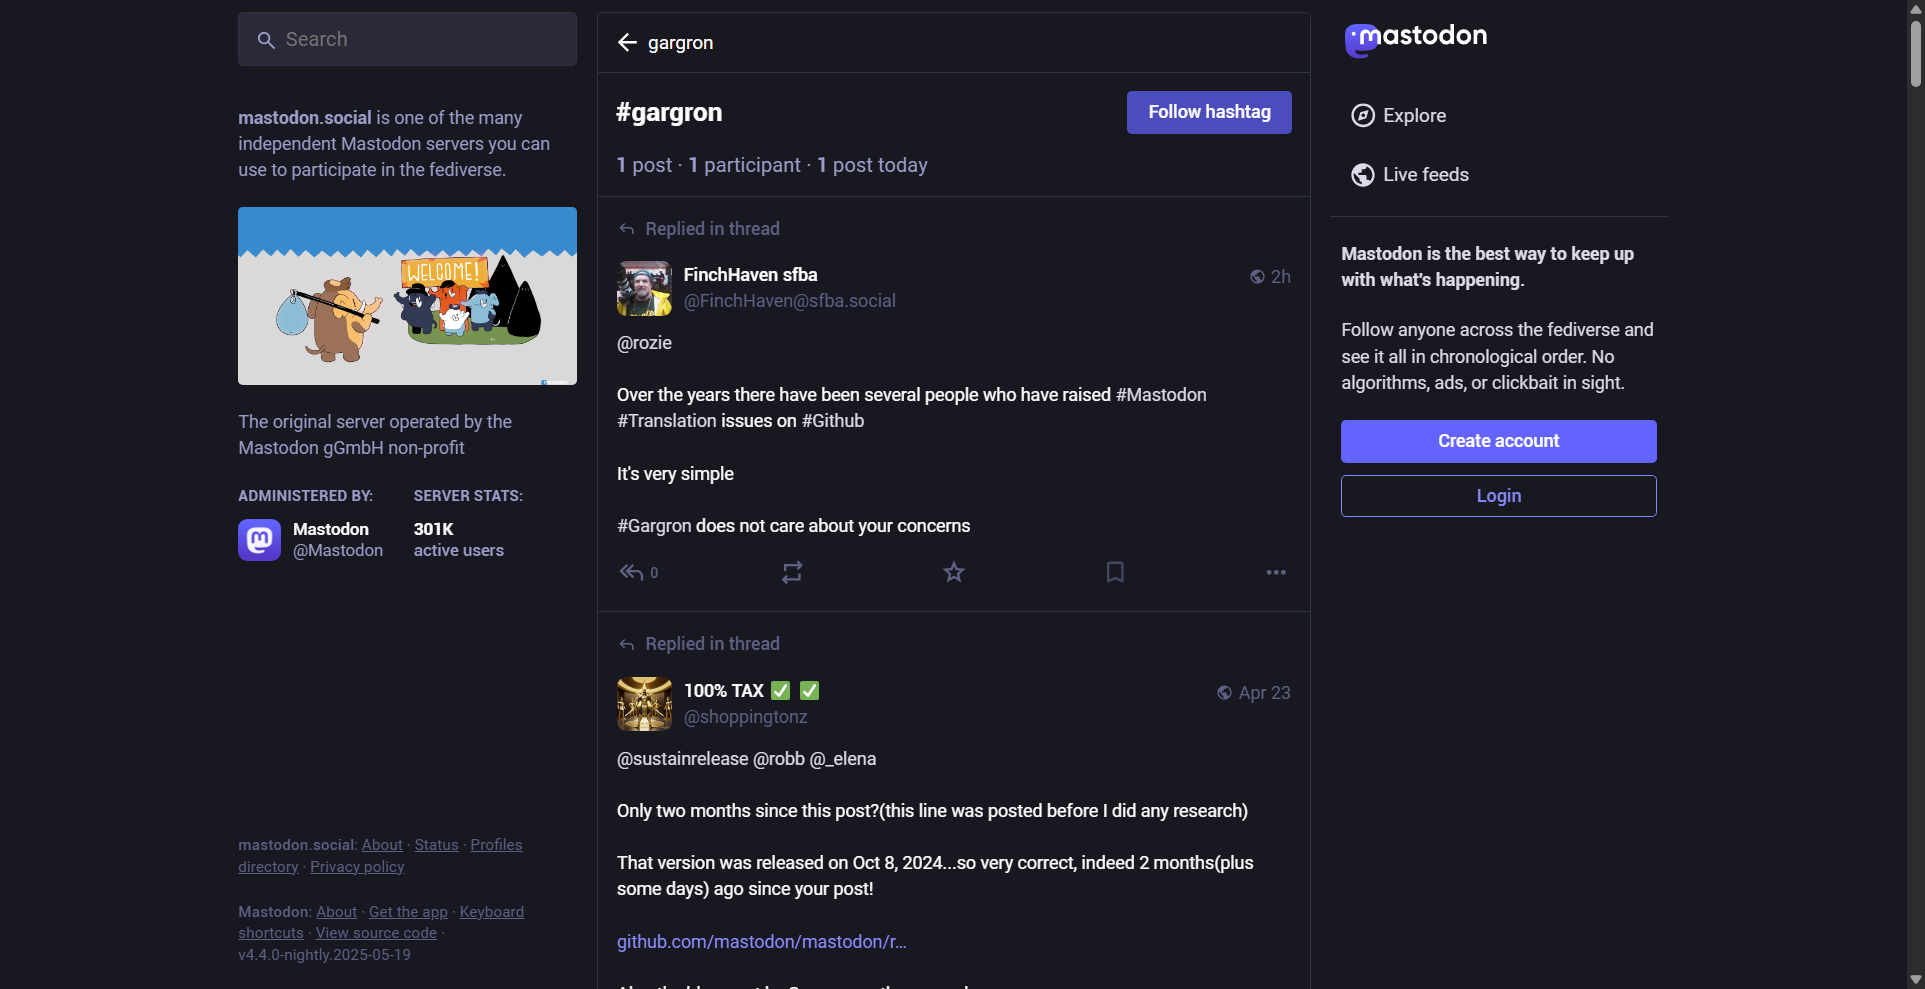 Search
mastodon.social is one of the many
independent Mastodon servers you can
use to participate in the fediverse.
WELCOME!
The original server operated by the
Mastodon gGmbH non-profit
ADMINISTERED BY:
Mastodon
@Mastodon
SERVER STATS:
301K
active users
mastodon.social: About · Status · Profiles
directory · Privacy policy
Mastodon: About · Get the app · Keyboard
shortcuts · View source code ·
v4.4.0-nightly.2025-05-19
gargron
#gargron
Follow hashtag
1 post · 1 participant · 1 post today
Replied in thread
FinchHaven sfba
@FinchHaven@sfba.social
2h
@rozie
Over the years there have been several people who have raised #Mastodon
#Translation issues on #Github
It's very simple
#Gargron does not care about your concerns
0
Replied in thread
100% TAX ✅ ✅
@shoppingtonz
Apr 23
@sustainrelease @robb @_elena
Only two months since this post?(this line was posted before I did any research)
That version was released on Oct 8, 2024...so very correct, indeed 2 months(plus
some days) ago since your post!
github.com/mastodon/mastodon/r…
mastodon
Explore
Live feeds
Mastodon is the best way to keep up
with what's happening.
Follow anyone across the fediverse and
see it all in chronological order. No
algorithms, ads, or clickbait in sight.
Create account
Login